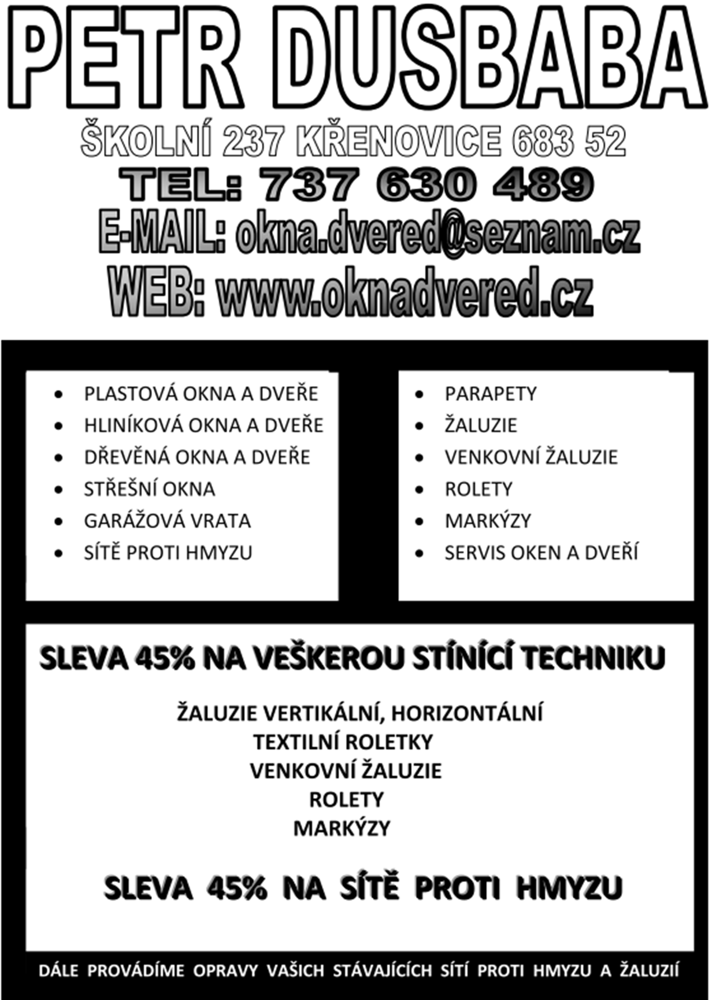 PETR DUSBABA
ŠKOLNÍ 237 KŘENOVICE 683 52
TEL: 737 630 489
E-MAIL: okna.dvered@seznam.cz
WEB: www.oknadvered.cz
• PLASTOVÁ OKNA A DVEŘE
• HLINÍKOVÁ OKNA A DVEŘE
• DŘEVĚNÁ OKNA A DVEŘE
• STŘEŠNÍ OKNA
• GARÁŽOVÁ VRATA
• SÍTĚ PROTI HMYZU
• PARAPETY
• ŽALUZIE
• VENKOVNÍ ŽALUZIE
• ROLETY
• MARKÝZY
• SERVIS OKEN A DVEŘÍ
SLEVA 45% NA VEŠKEROU STÍNÍCÍ TECHNIKU
ŽALUZIE VERTIKÁLNÍ, HORIZONTÁLNÍ
TEXTILNÍ ROLETKY
VENKOVNÍ ŽALUZIE
ROLETY
MARKÝZY
SLEVA 45% NA SÍTĚ PROTI HMYZU
DÁLE PROVÁDÍME OPRAVY VAŠICH STÁVAJÍCÍCH SÍTÍ PROTI HMYZU A ŽALUZIÍ